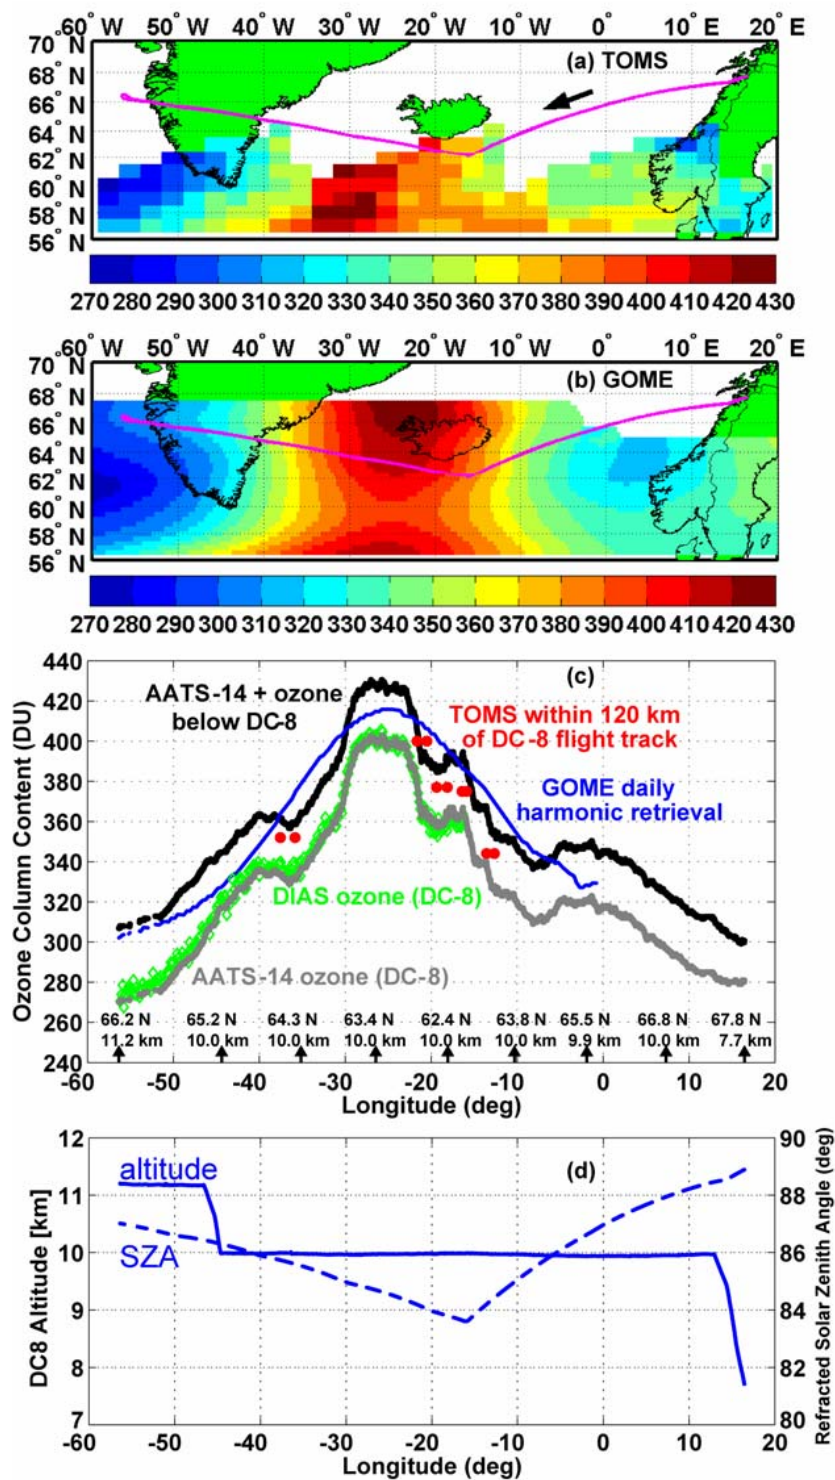 60° W 50° W 40° W 30° W 20° W 10° W 0° 10° E 20° E
70° N
68° N
66° N
64° N
62° N
60° N
58° N
56° N
(a) TOMS
270 280 290 300 310 320 330 340 350 360 370 380 390 400 410 420 430
60° W 50° W 40° W 30° W 20° W 10° W 0° 10° E 20° E
70° N
68° N
66° N
64° N
62° N
60° N
58° N
56° N
(b) GOME
270 280 290 300 310 320 330 340 350 360 370 380 390 400 410 420 430
Ozone Column Content (DU)
440
420
400
380
360
340
320
300
280
260
240
(c)
AATS-14 + ozone
below DC-8
TOMS within 120 km
of DC-8 flight track
GOME daily
harmonic retrieval
DIAS ozone (DC-8)
AATS-14 ozone (DC-8)
66.2 N 65.2 N 64.3 N 63.4 N 62.4 N 63.8 N 65.5 N 66.8 N 67.8 N
11.2 km 10.0 km 10.0 km 10.0 km 10.0 km 10.0 km 9.9 km 10.0 km 7.7 km
-60 -50 -40 -30 -20 -10 0 10 20
Longitude (deg)
DC8 Altitude [km]
12
11
10
9
8
7
(d)
altitude
SZA
90
88
86
84
82
80
Refracted Solar Zenith Angle (deg)
-60 -50 -40 -30 -20 -10 0 10 20
Longitude (deg)